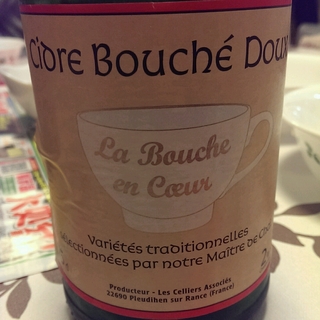 Cidre Bouché Doux
La Bouche
en Cœur
Variétés traditionnelles
sélectionnées par notre Maître de
Producteur - Les Celliers Associés
22690 Pleudihen sur Rance (France)